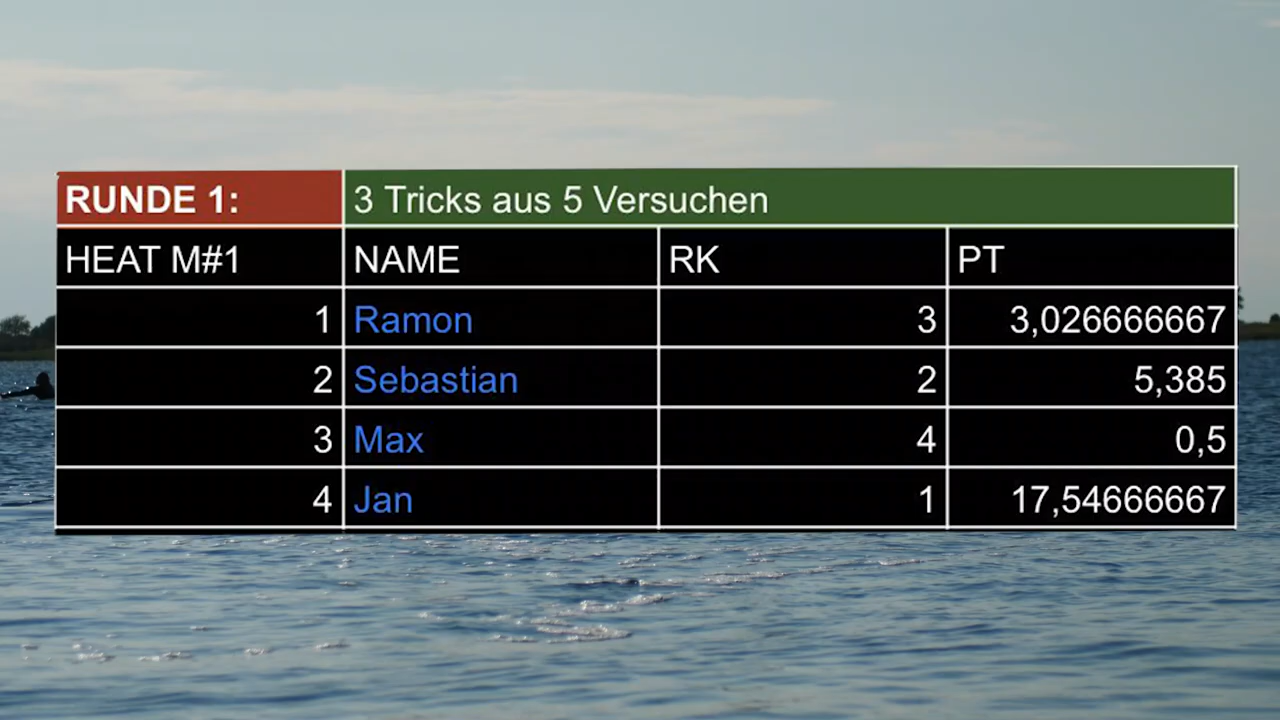 RUNDE 1: 3 Tricks aus 5 Versuchen
HEAT M#1 NAME RK PT
1 Ramon 3 3,026666667
2 Sebastian 2 5,385
3 Max 4 0,5
4 Jan 1 17,54666667